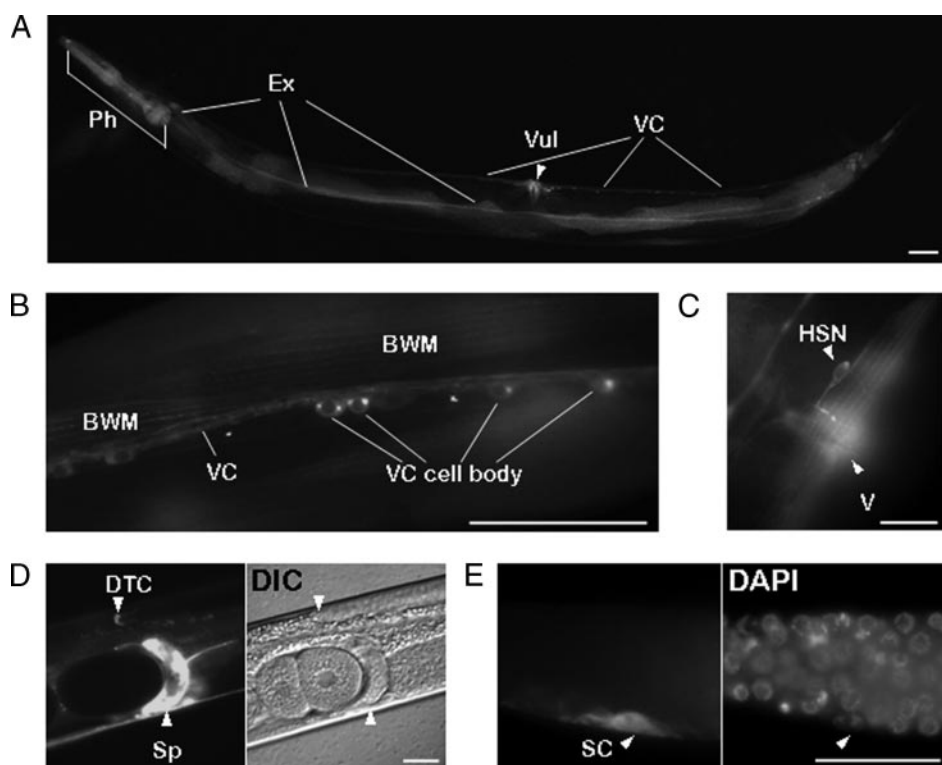 A
Ph
Ex
Vul
VC
B
BWM
BWM
VC
VC cell body
C
HSN
V
D
DTC
Sp
DIC
E
SC
DAPI